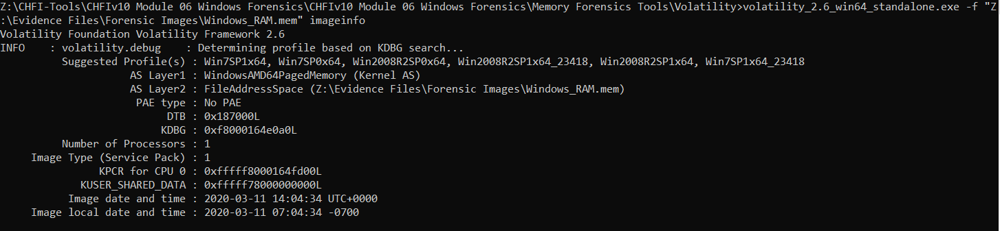 Z:\CHFI-Tools\CHFIv10 Module 06 Windows Forensics\CHFIv10 Module 06 Windows Forensics\Memory Forensics Tools\Volatility>volatility_2.6_win64_standalone.exe -f "Z
:\Evidence Files\Forensic Images\Windows_RAM.mem" imageinfo
Volatility Foundation Volatility Framework 2.6
INFO    : volatility.debug    : Determining profile based on KDBG search...
          Suggested Profile(s) : Win7SP1x64, Win7SP0x64, Win2008R2SP0x64, Win2008R2SP1x64_23418, Win2008R2SP1x64, Win7SP1x64_23418
                     AS Layer1 : WindowsAMD64PagedMemory (Kernel AS)
                     AS Layer2 : FileAddressSpace (Z:\Evidence Files\Forensic Images\Windows_RAM.mem)
                      PAE type : No PAE
                           DTB : 0x187000L
                          KDBG : 0xf8000164e0a0L
          Number of Processors : 1
     Image Type (Service Pack) : 1
                KPCR for CPU 0 : 0xfffff8000164fd00L
             KUSER_SHARED_DATA : 0xfffff78000000000L
           Image date and time : 2020-03-11 14:04:34 UTC+0000
     Image local date and time : 2020-03-11 07:04:34 -0700